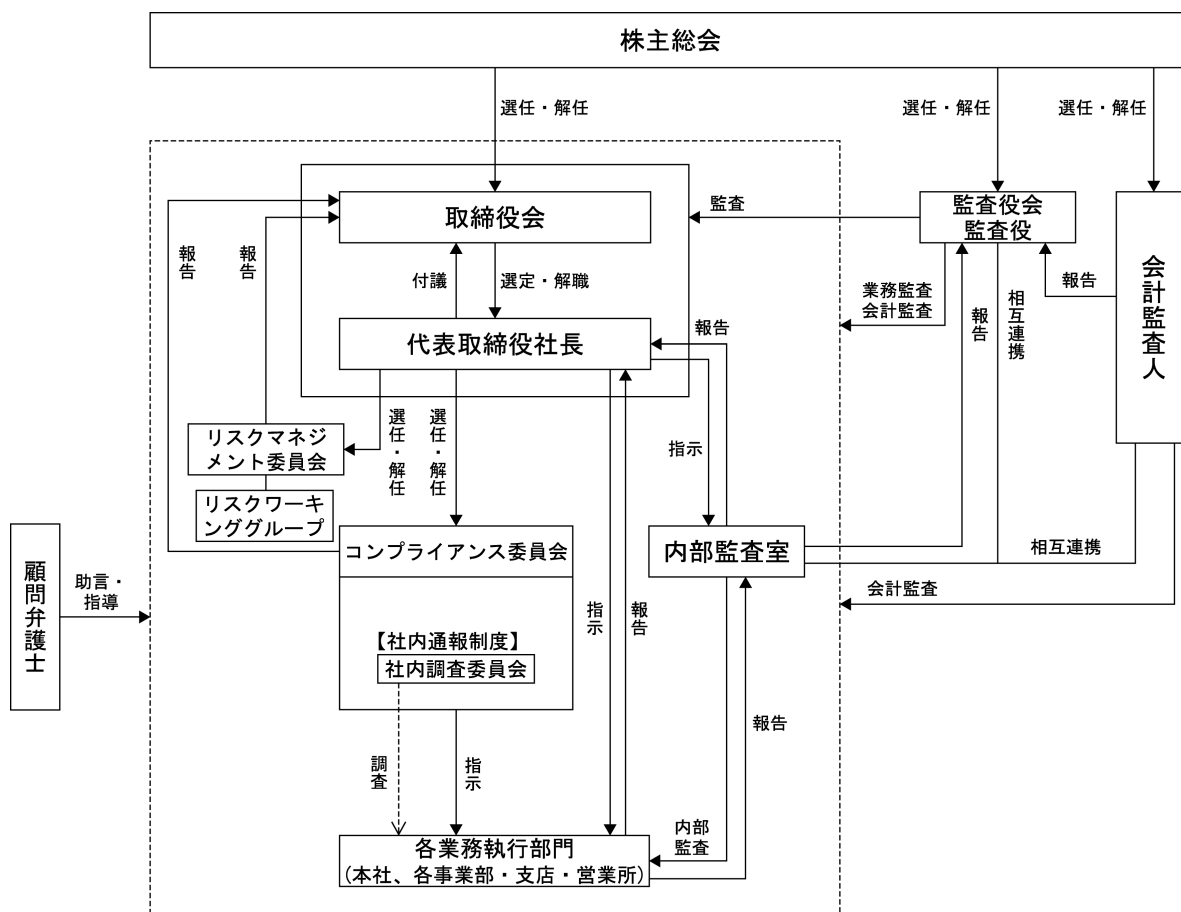 株主総会
選任・解任
選任・解任
選任・解任
取締役会
監査
監査役会
監査役
会計監査人
報告
報告
付議
選定・解職
業務監査
会計監査
報告
相互連携
報告
代表取締役社長
報告
選任・解任
選任・解任
指示
リスクマネジ
メント委員会
リスクワーキ
ンググループ
コンプライアンス委員会
内部監査室
相互連携
会計監査
顧問弁護士
助言・
指導
指示
報告
【社内通報制度】
社内調査委員会
報告
調査
指示
内部
監査
各業務執行部門
(本社、各事業部・支店・営業所)